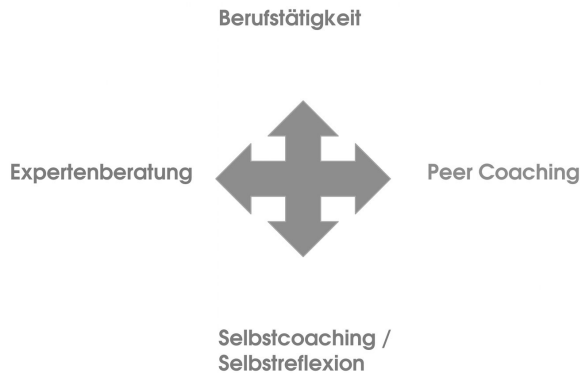 Berufstätigkeit
Expertenberatung
Peer Coaching
Selbstcoaching /
Selbstreflexion